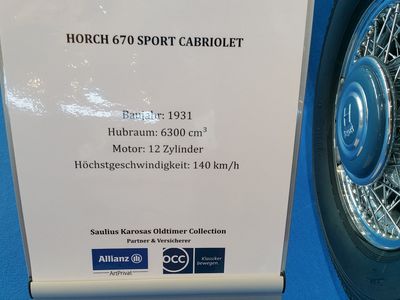 HORCH 670 SPORT CABRIOLET
Baujahr: 1931
Hubraum: 6300 cm³
Motor: 12 Zylinder
Höchstgeschwindigkeit: 140 km/h
Saulius Karosas Oldtimer Collection
Partner & Versicherer
Allianz
ArtPrivat
OCC
Klassiker
Bewegen.